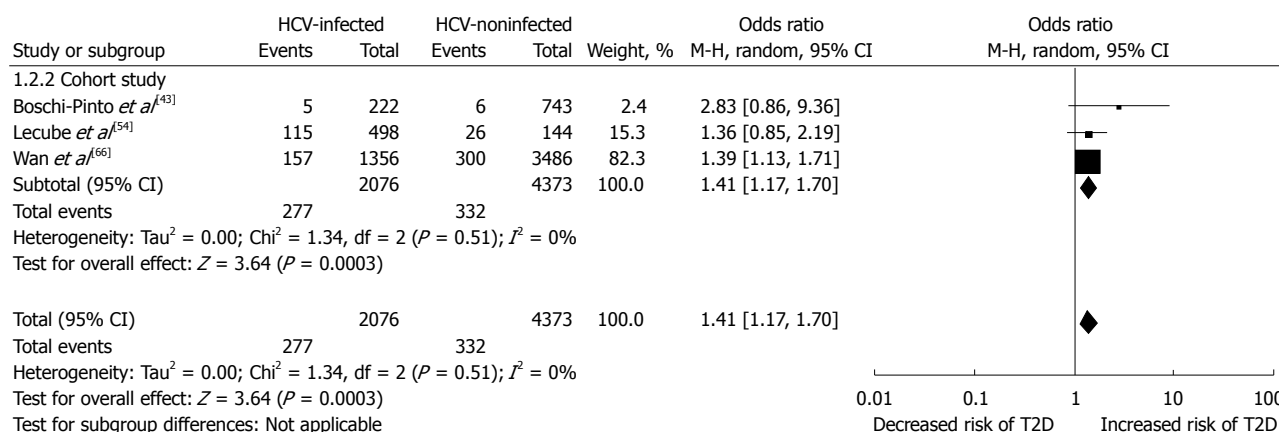 HCV-infected HCV-noninfected Odds ratio Odds ratio
Study or subgroup Events Total Events Total Weight, % M-H, random, 95% CI M-H, random, 95% CI
1.2.2 Cohort study
Boschi-Pinto et al[43] 5 222 6 743 2.4 2.83 [0.86, 9.36]
Lecube et al[54] 115 498 26 144 15.3 1.36 [0.85, 2.19]
Wan et al[66] 157 1356 300 3486 82.3 1.39 [1.13, 1.71]
Subtotal (95% CI) 2076 4373 100.0 1.41 [1.17, 1.70]
Total events 277 332
Heterogeneity: Tau² = 0.00; Chi² = 1.34, df = 2 (P = 0.51); I² = 0%
Test for overall effect: Z = 3.64 (P = 0.0003)
Total (95% CI) 2076 4373 100.0 1.41 [1.17, 1.70]
Total events 277 332
Heterogeneity: Tau² = 0.00; Chi² = 1.34, df = 2 (P = 0.51); I² = 0%
Test for overall effect: Z = 3.64 (P = 0.0003)
0.01 0.1 1 10 100
Test for subgroup differences: Not applicable
Decreased risk of T2D Increased risk of T2D